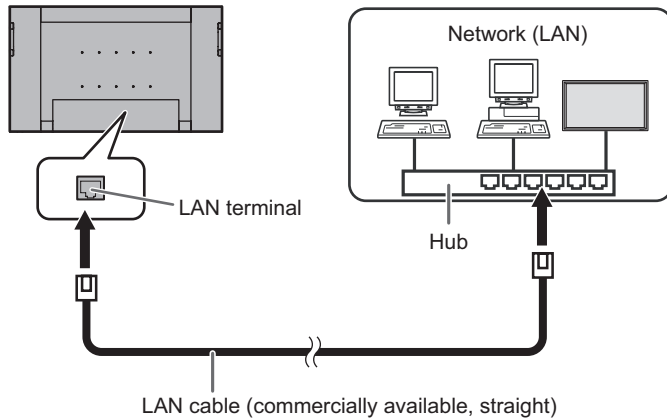 Network (LAN)
LAN terminal
Hub
LAN cable (commercially available, straight)